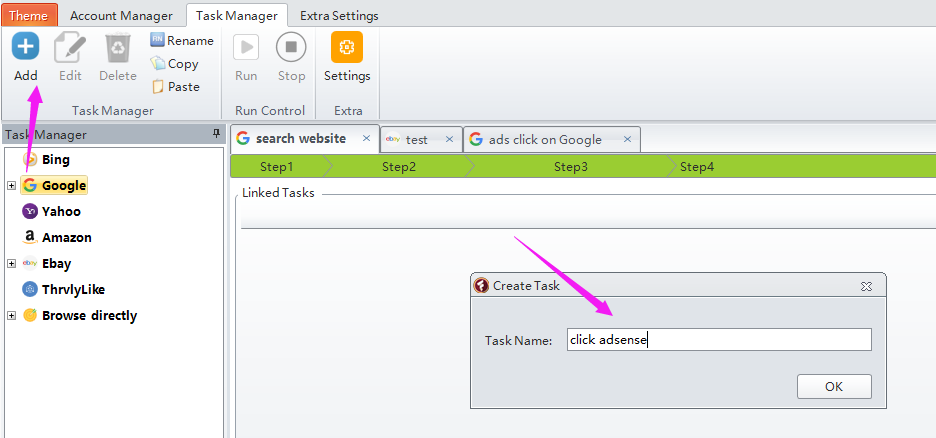 Theme Account Manager Task Manager Extra Settings
Add Edit Delete Rename Copy Paste Run Stop Settings
Task Manager Run Control Extra
Task Manager
Bing
Google
Yahoo
Amazon
Ebay
ThrvlyLike
Browse directly
search website test ads click on Google
Step1 Step2 Step3 Step4
Linked Tasks
Create Task
Task Name: click adsense
OK